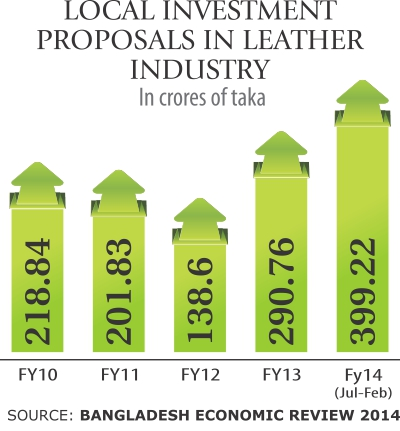 LOCAL INVESTMENT
PROPOSALS IN LEATHER
INDUSTRY
In crores of taka
218.84
201.83
138.6
290.76
399.22
FY10 FY11 FY12 FY13 Fy14
(Jul-Feb)
SOURCE: BANGLADESH ECONOMIC REVIEW 2014